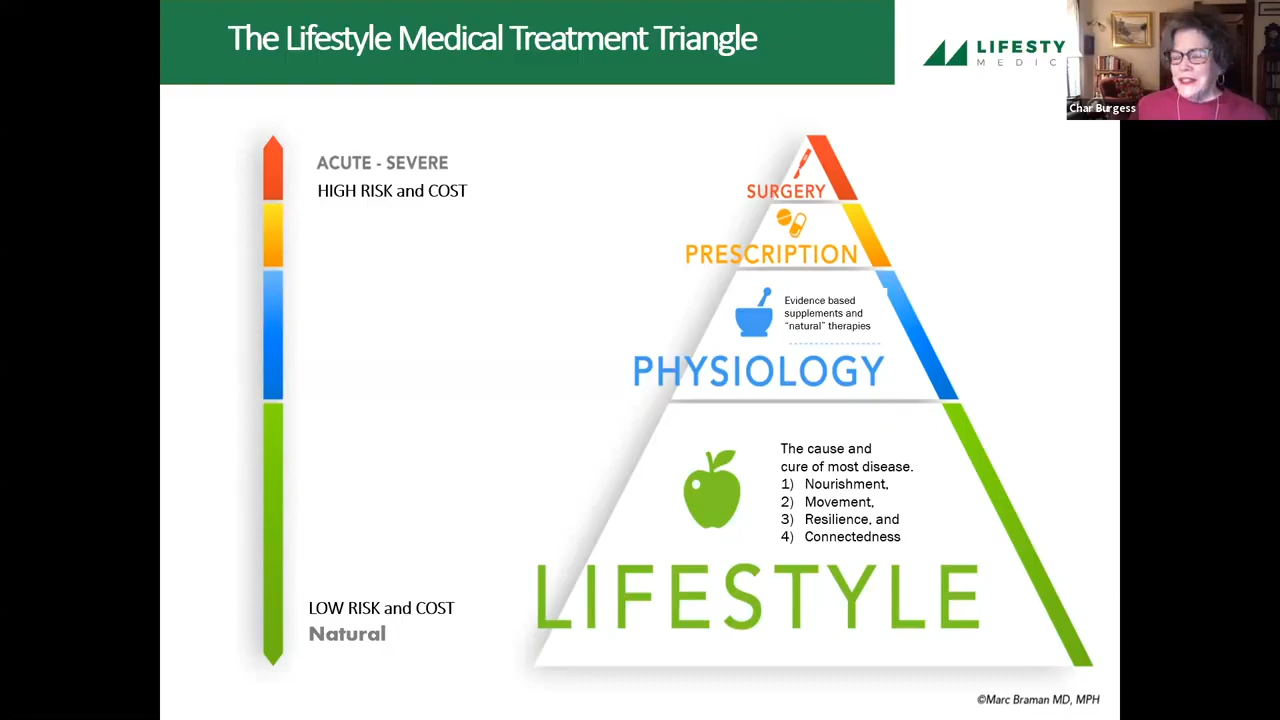 The Lifestyle Medical Treatment Triangle
LIFESTY
MEDIC
Char Burgess
ACUTE - SEVERE
HIGH RISK and COST
SURGERY
PRESCRIPTION
Evidence based
supplements and
“natural” therapies
PHYSIOLOGY
The cause and
cure of most disease.
1) Nourishment,
2) Movement,
3) Resilience, and
4) Connectedness
LIFESTYLE
LOW RISK and COST
Natural
©Marc Braman MD, MPH